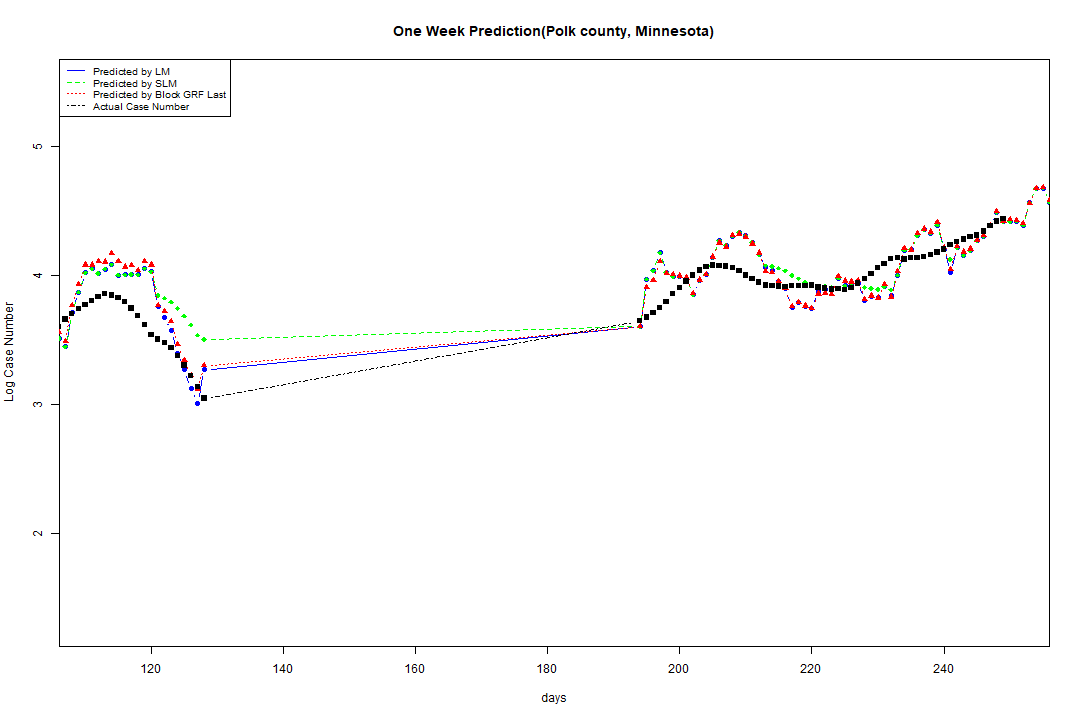 One Week Prediction(Polk county, Minnesota)
Predicted by LM
Predicted by SLM
Predicted by Block GRF Last
Actual Case Number
Log Case Number
5
4
3
2
120 140 160 180 200 220 240
days